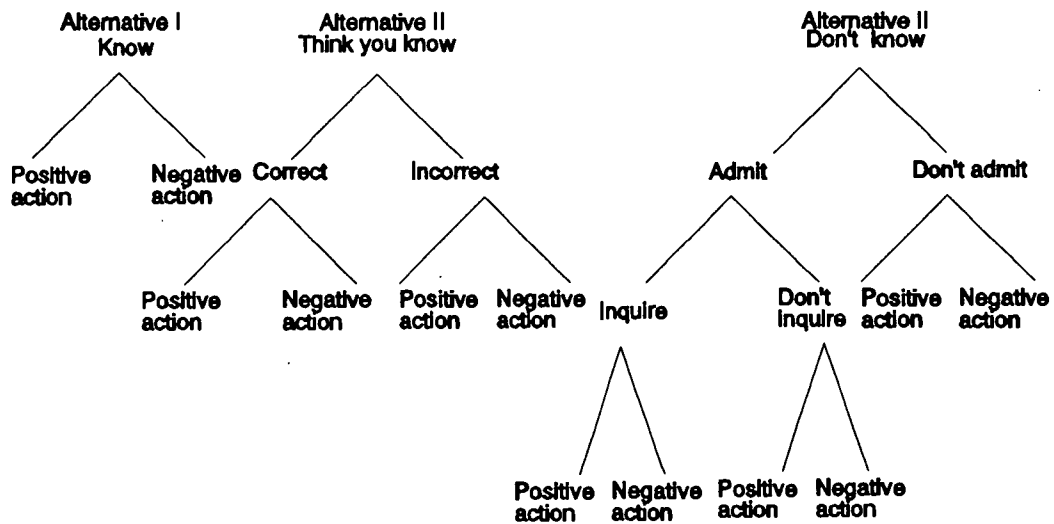 Alternative I
Know
Alternative II
Think you know
Alternative II
Don't know
Positive
action
Negative
action
Correct
Incorrect
Admit
Don't admit
Positive
action
Negative
action
Positive
action
Negative
action
Inquire
Don't
inquire
Positive
action
Negative
action
Positive
action
Negative
action
Positive
action
Negative
action